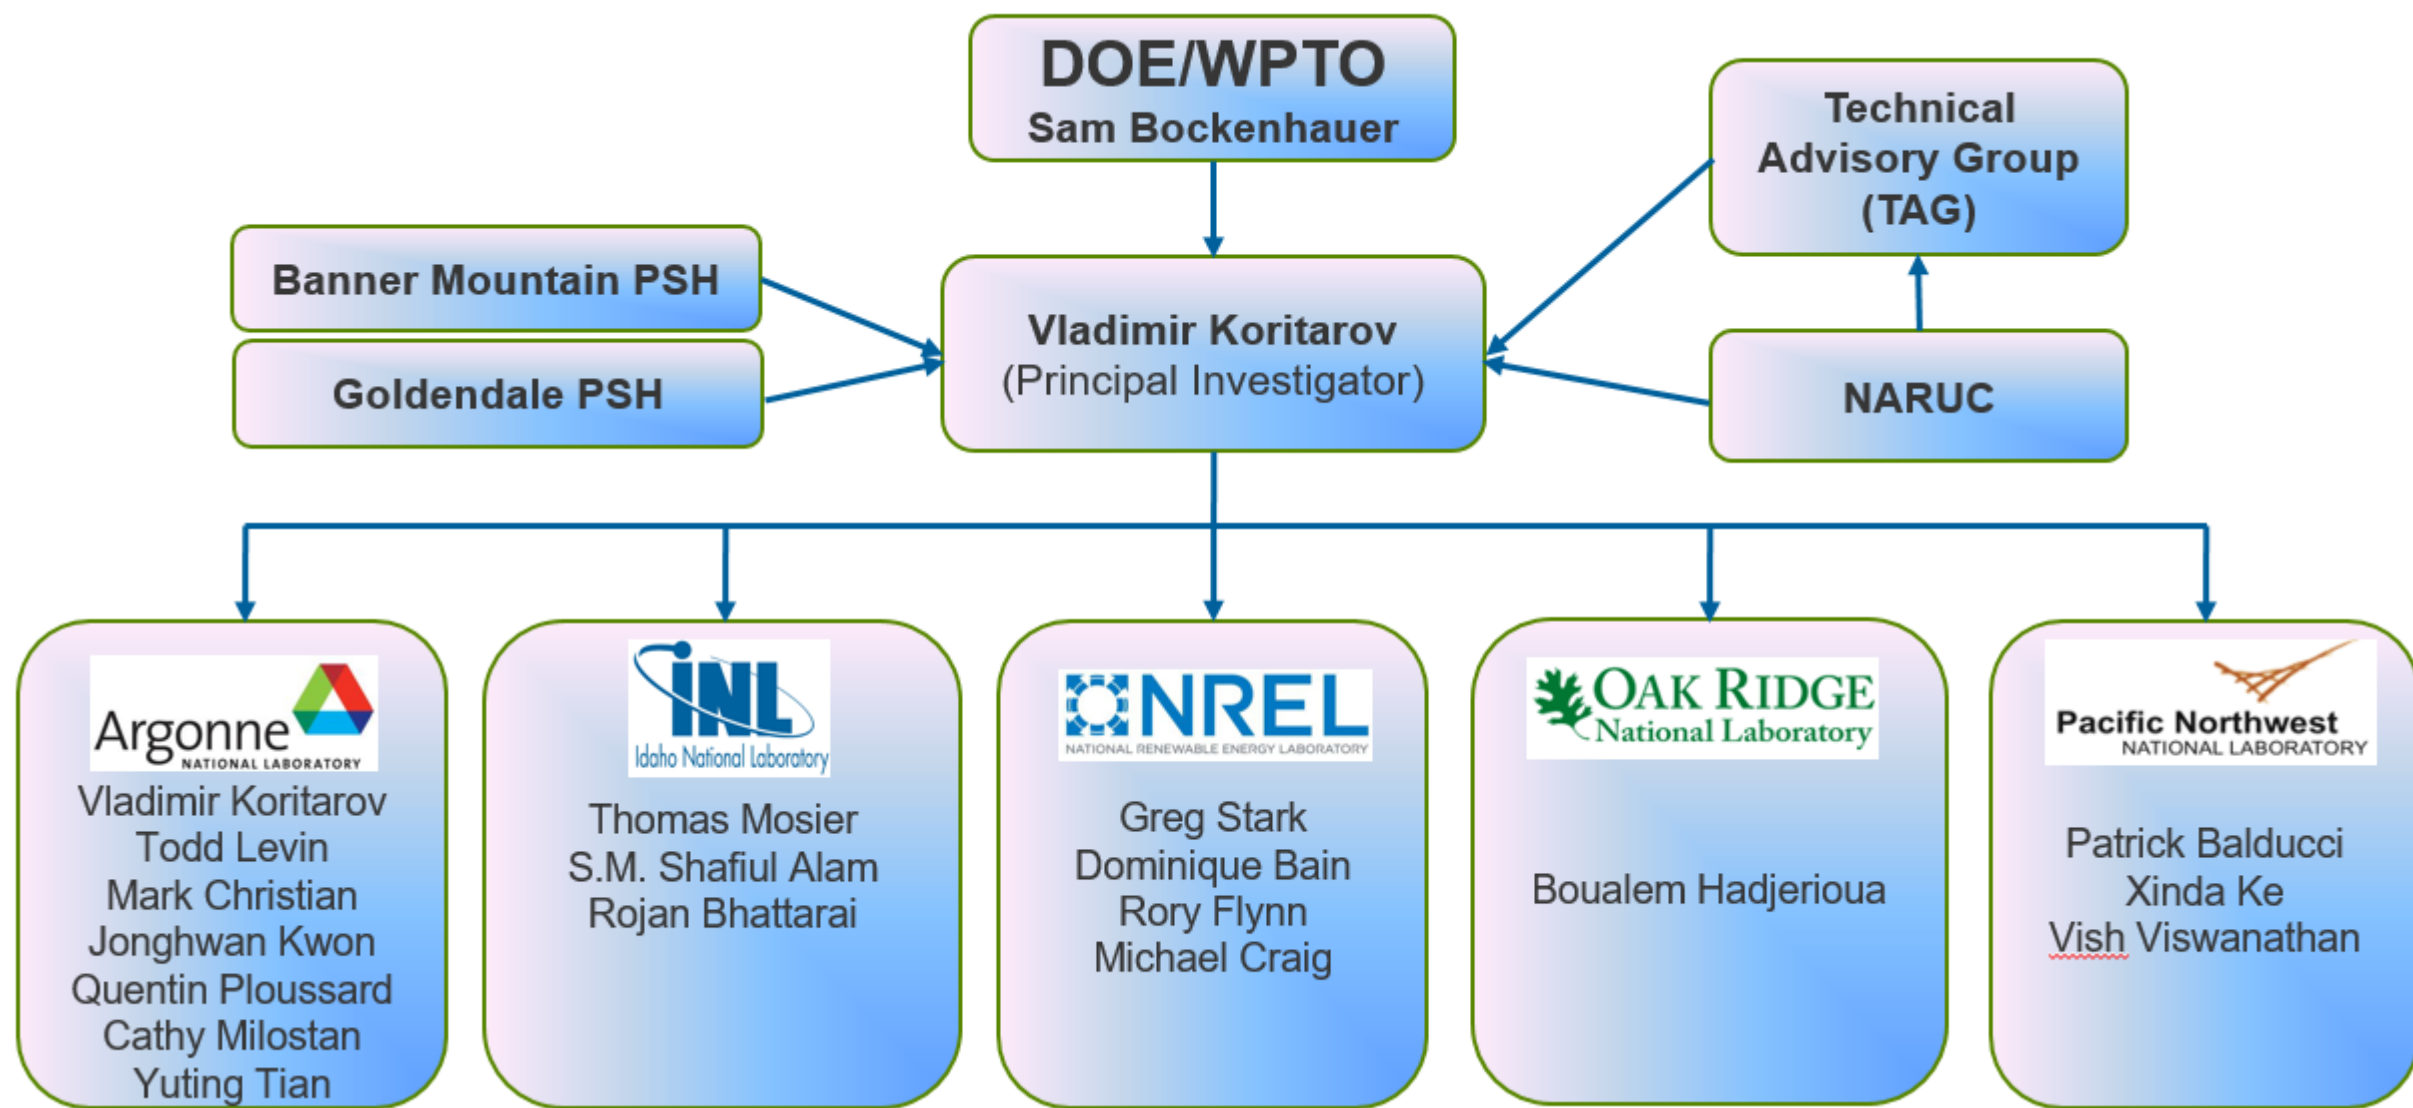 DOE/WPTO
Sam Bockenhauer
Technical
Advisory Group
(TAG)
Banner Mountain PSH
Goldendale PSH
Vladimir Koritarov
(Principal Investigator)
NARUC
Argonne
NATIONAL LABORATORY
Vladimir Koritarov
Todd Levin
Mark Christian
Jonghwan Kwon
Quentin Ploussard
Cathy Milostan
Yuting Tian
INL
Idaho National Laboratory
Thomas Mosier
S.M. Shafiul Alam
Rojan Bhattarai
NREL
NATIONAL RENEWABLE ENERGY LABORATORY
Greg Stark
Dominique Bain
Rory Flynn
Michael Craig
OAK RIDGE
National Laboratory
Boualem Hadjerioua
Pacific Northwest
NATIONAL LABORATORY
Patrick Balducci
Xinda Ke
Vish Viswanathan